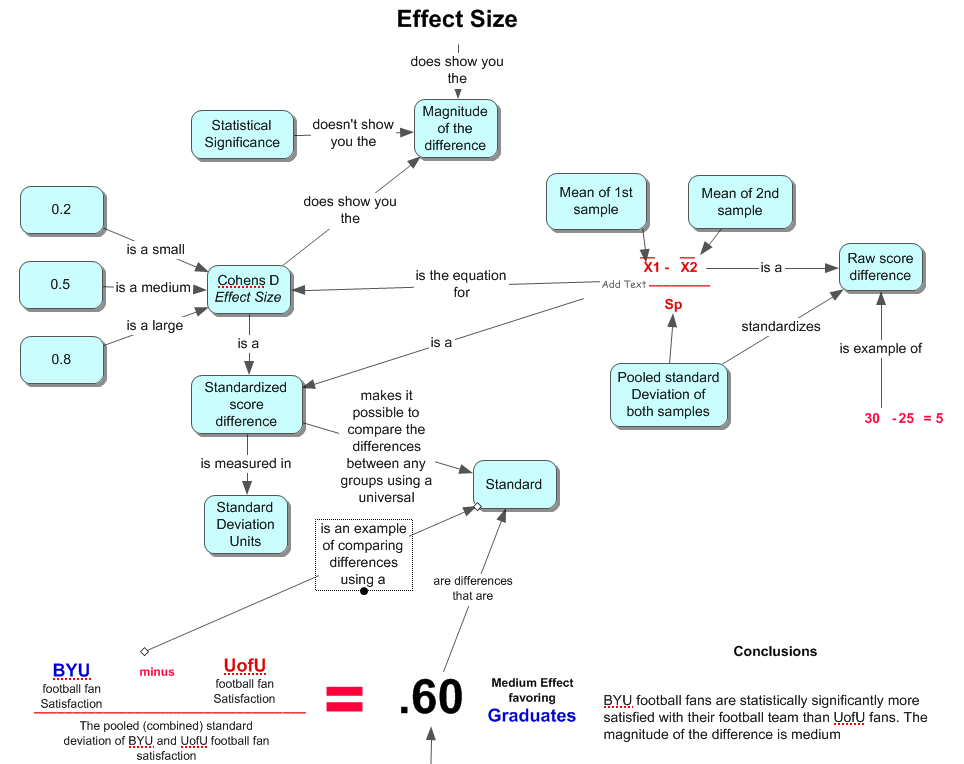 Effect Size
does show you
the
Magnitude
of the
difference
Statistical
Significance
doesn't show
you the
does show you
the
0.2
is a small
0.5
is a medium
0.8
is a large
Cohens D
Effect Size
is the equation
for
Mean of 1st
sample
Mean of 2nd
sample
X1 - X2
Add Text
Sp
is a
Raw score
difference
standardizes
is example of
30 - 25 = 5
Pooled standard
Deviation of
both samples
is a
is a
Standardized
score
difference
makes it
possible to
compare the
differences
between any
groups using a
universal
is measured in
Standard
Deviation
Units
Standard
is an example
of comparing
differences
using a
are differences
that are
BYU
football fan
Satisfaction
minus
UofU
football fan
Satisfaction
The pooled (combined) standard
deviation of BYU and UofU football fan
satisfaction
=
.60
Medium Effect
favoring
Graduates
Conclusions
BYU football fans are statistically significantly more
satisfied with their football team than UofU fans. The
magnitude of the difference is medium